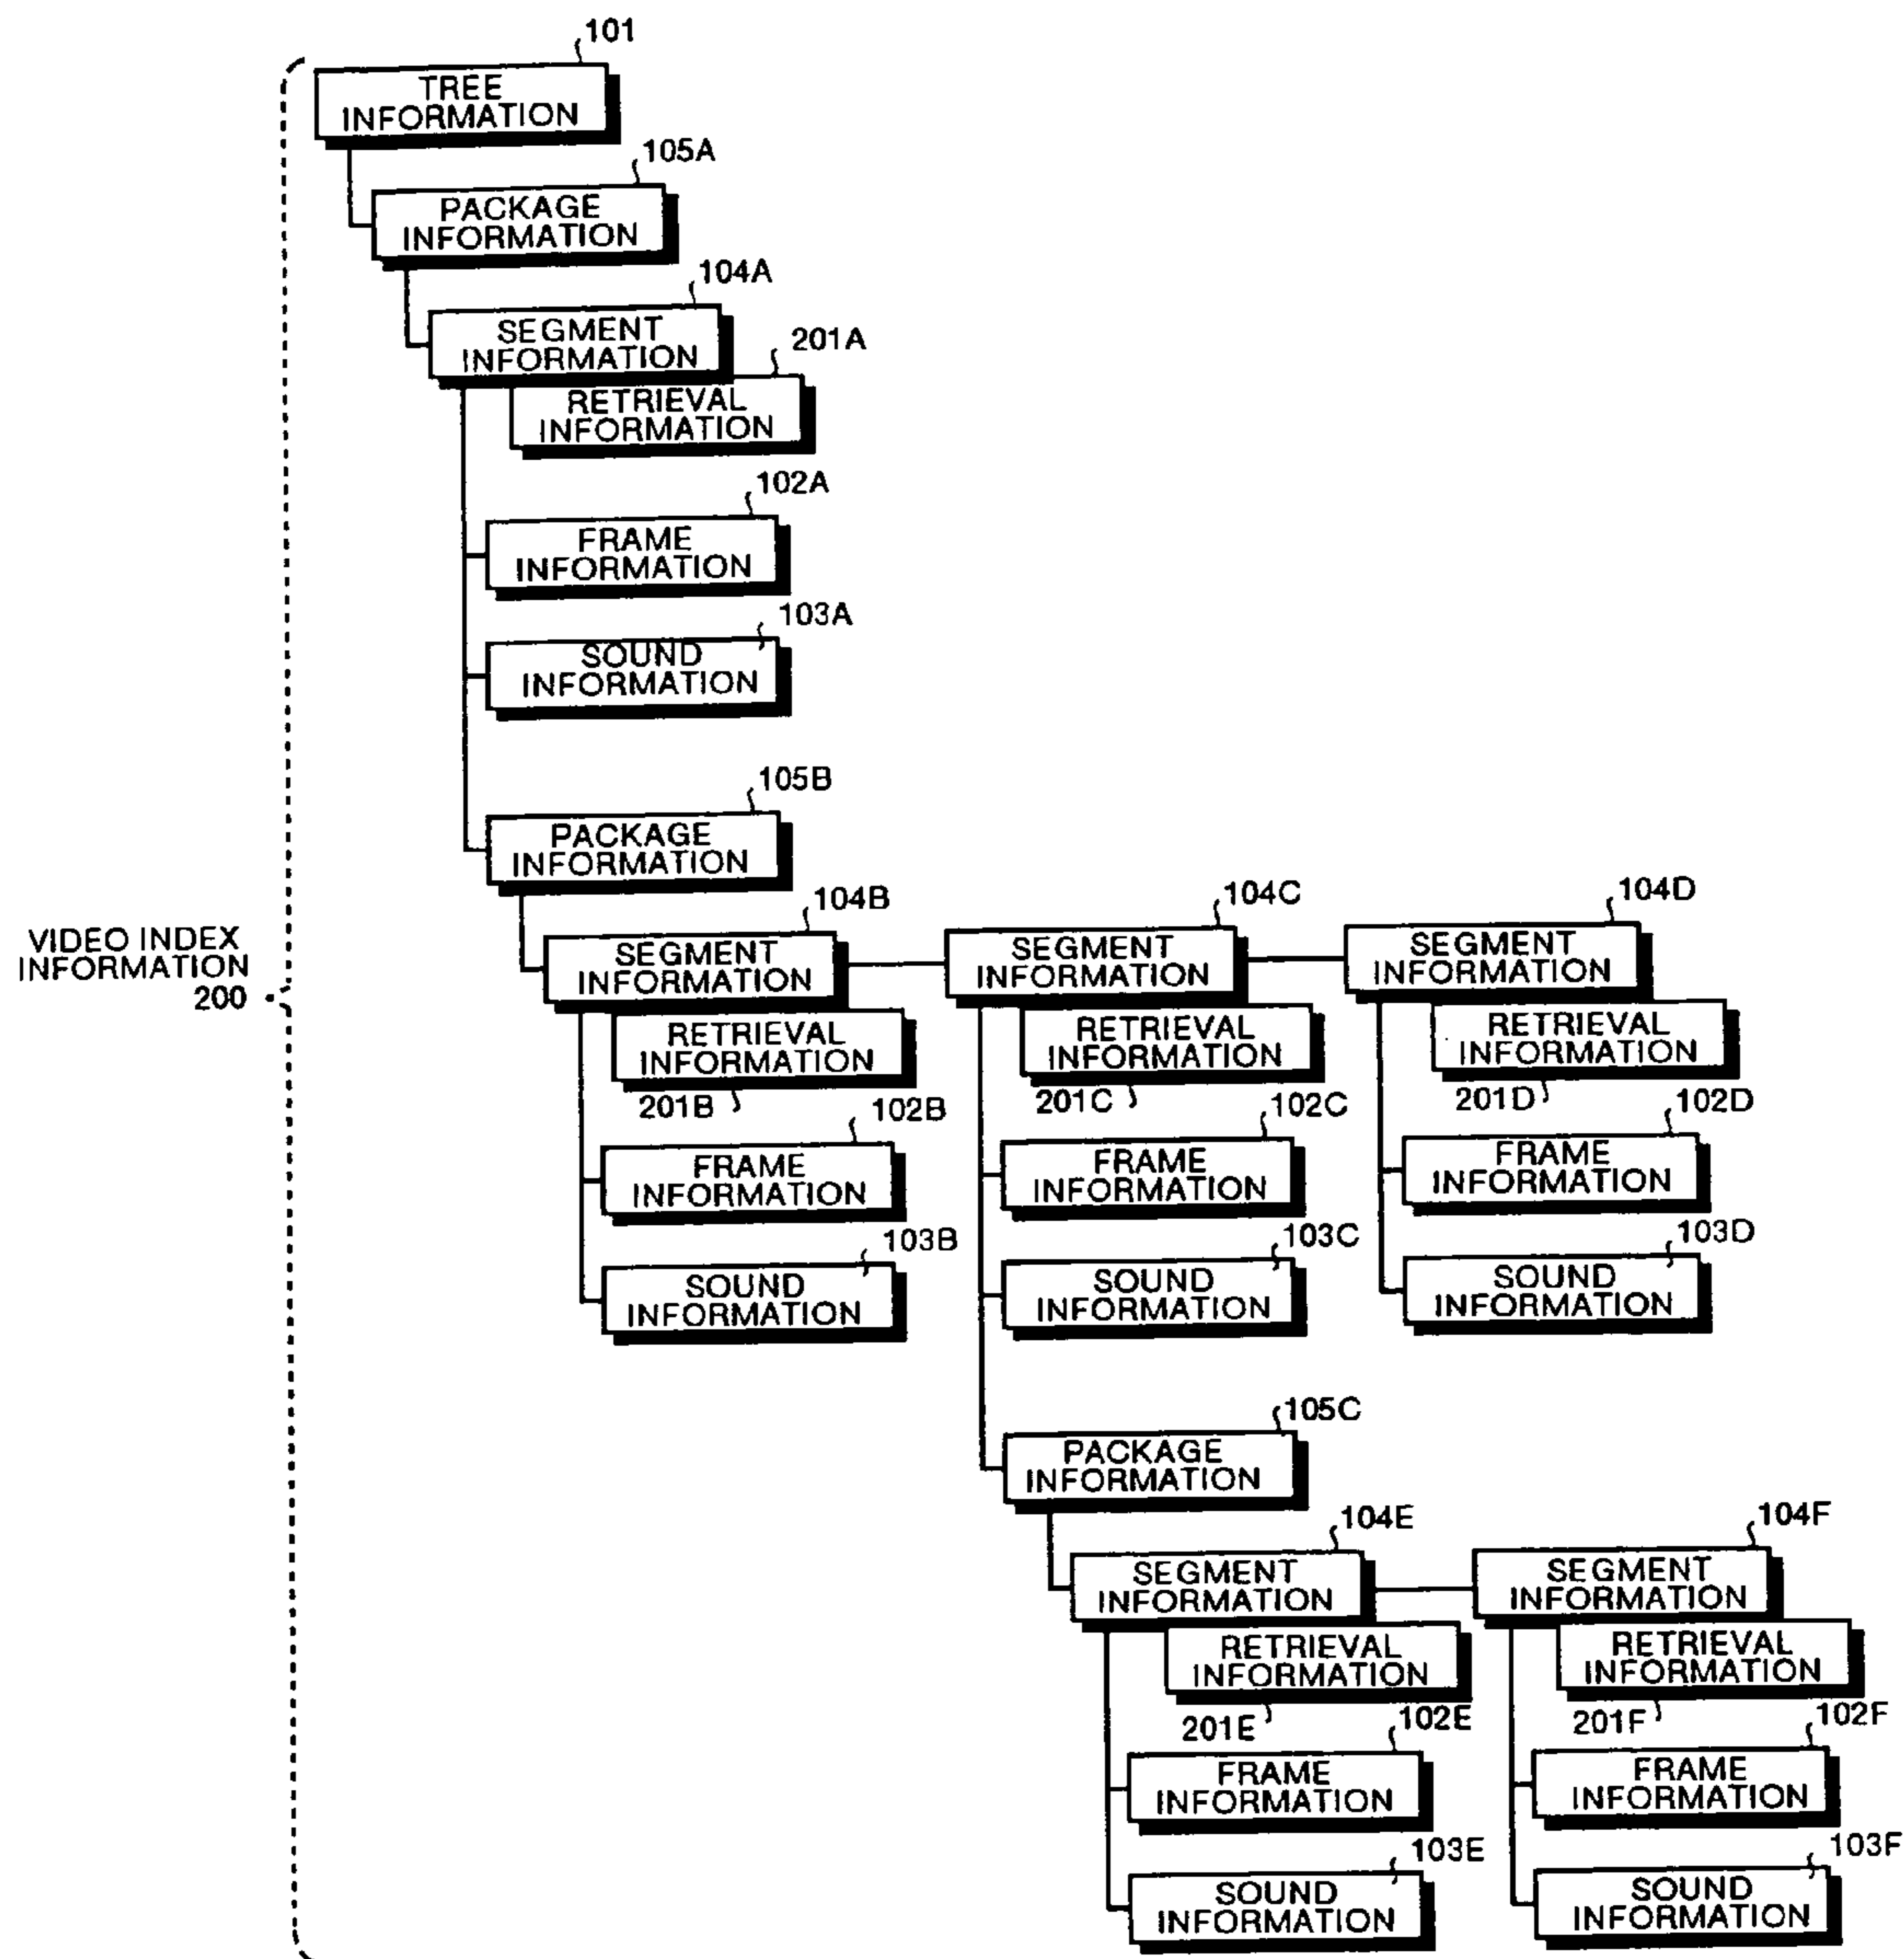 101
TREE
INFORMATION
105A
PACKAGE
INFORMATION
104A
SEGMENT
INFORMATION
201A
RETRIEVAL
INFORMATION
102A
FRAME
INFORMATION
103A
SOUND
INFORMATION
105B
PACKAGE
INFORMATION
VIDEO INDEX
INFORMATION
200
104B
SEGMENT
INFORMATION
RETRIEVAL
INFORMATION
201B
102B
FRAME
INFORMATION
103B
SOUND
INFORMATION
104C
SEGMENT
INFORMATION
RETRIEVAL
INFORMATION
201C
102C
FRAME
INFORMATION
103C
SOUND
INFORMATION
104D
SEGMENT
INFORMATION
RETRIEVAL
INFORMATION
201D
102D
FRAME
INFORMATION
103D
SOUND
INFORMATION
105C
PACKAGE
INFORMATION
104E
SEGMENT
INFORMATION
RETRIEVAL
INFORMATION
201E
102E
FRAME
INFORMATION
103E
SOUND
INFORMATION
104F
SEGMENT
INFORMATION
RETRIEVAL
INFORMATION
201F
102F
FRAME
INFORMATION
103F
SOUND
INFORMATION